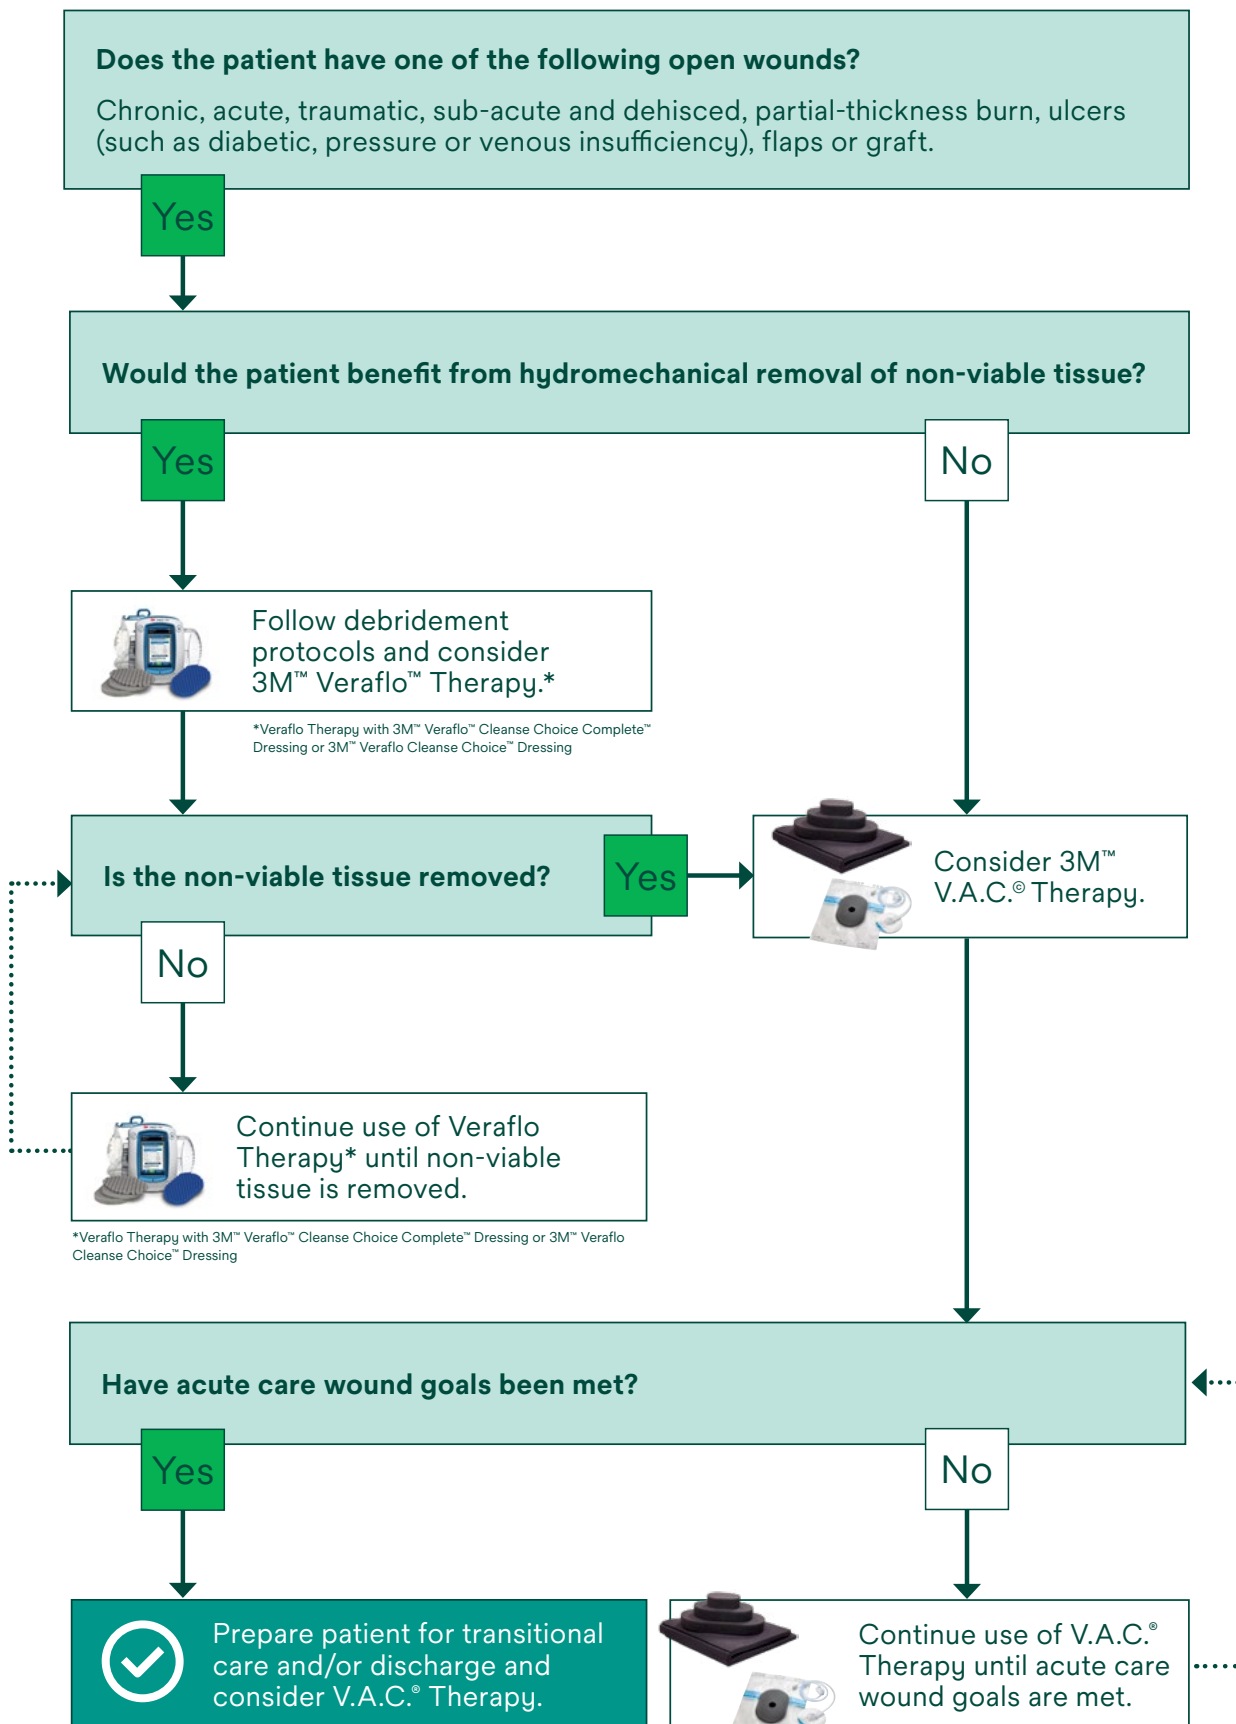 Does the patient have one of the following open wounds?
Chronic, acute, traumatic, sub-acute and dehisced, partial-thickness burn, ulcers
(such as diabetic, pressure or venous insufficiency), flaps or graft.
Yes
Would the patient benefit from hydromechanical removal of non-viable tissue?
Yes
No
Follow debridement
protocols and consider
3M™ Veraflo™ Therapy.*
*Veraflo Therapy with 3M™ Veraflo™ Cleanse Choice Complete™
Dressing or 3M™ Veraflo Cleanse Choice™ Dressing
Is the non-viable tissue removed?
Yes
Consider 3M™
V.A.C.© Therapy.
No
Continue use of Veraflo
Therapy* until non-viable
tissue is removed.
*Veraflo Therapy with 3M™ Veraflo™ Cleanse Choice Complete™ Dressing or 3M™ Veraflo
Cleanse Choice™ Dressing
Have acute care wound goals been met?
Yes
No
Prepare patient for transitional
care and/or discharge and
consider V.A.C.® Therapy.
Continue use of V.A.C.®
Therapy until acute care
wound goals are met.